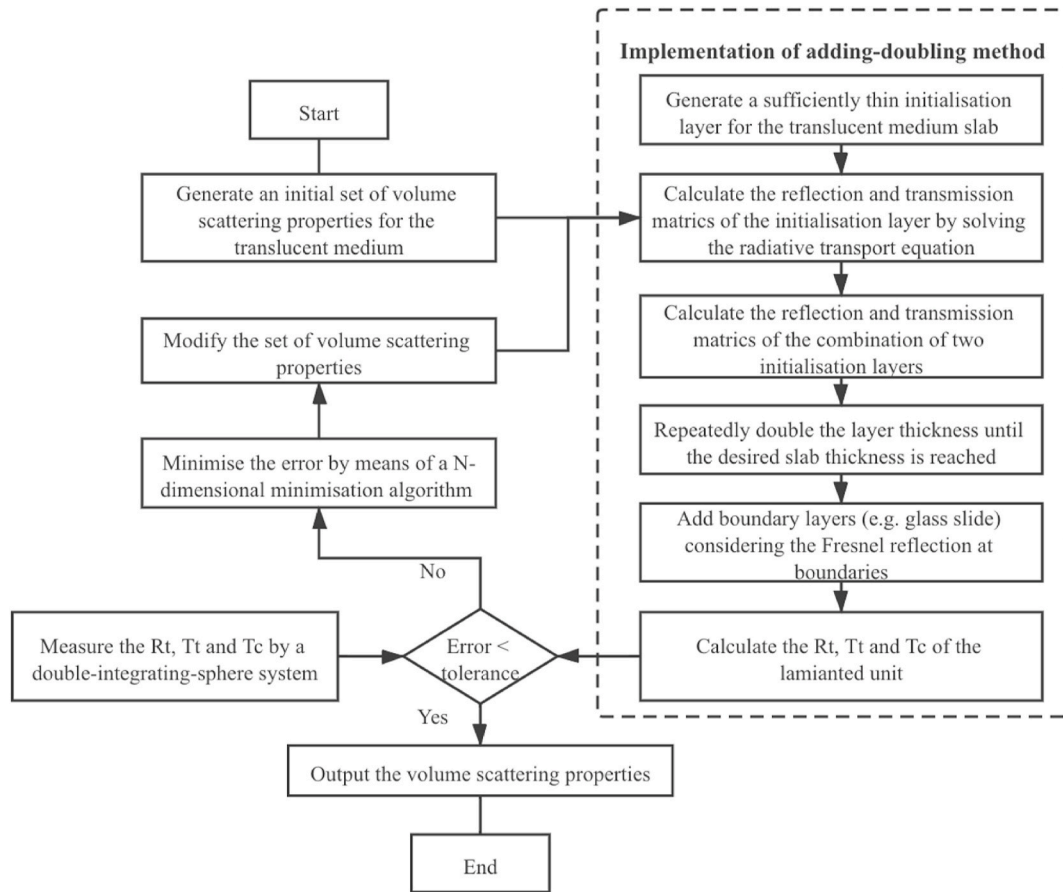 Start
Generate an initial set of volume
scattering properties for the
translucent medium
Modify the set of volume scattering
properties
Minimise the error by means of a N-
dimensional minimisation algorithm
No
Measure the Rt, Tt and Tc by a
double-integrating-sphere system
Error <
tolerance
Yes
Output the volume scattering properties
End
Implementation of adding-doubling method
Generate a sufficiently thin initialisation
layer for the translucent medium slab
Calculate the reflection and transmission
matrics of the initialisation layer by solving
the radiative transport equation
Calculate the reflection and transmission
matrics of the combination of two
initialisation layers
Repeatedly double the layer thickness until
the desired slab thickness is reached
Add boundary layers (e.g. glass slide)
considering the Fresnel reflection at
boundaries
Calculate the Rt, Tt and Tc of the
lamianted unit